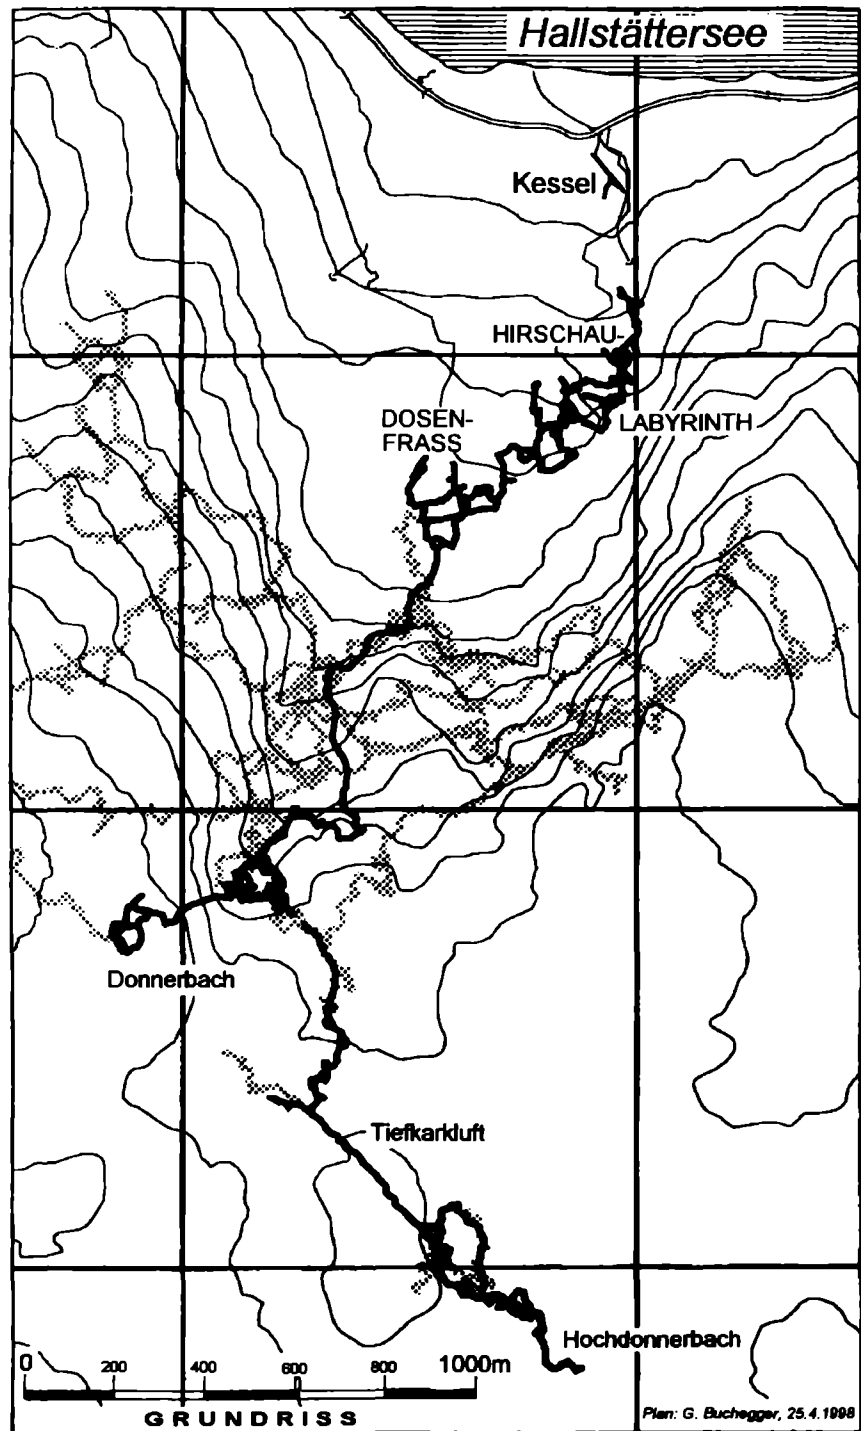 Hallstättersee
Kessel
HIRSCHAU-
LABYRINTH
DOSEN-
FRASS
Donnerbach
Tiefkarkluft
Hochdonnerbach
0 200 400 600 800 1000m
GRUNDRISS
Plan: G. Buchegger, 25.4.1998